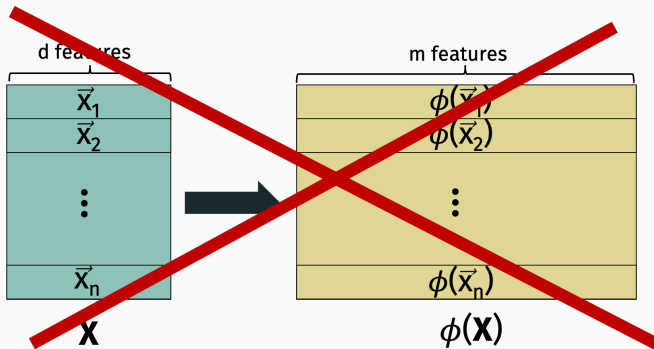 d features
m features
x⃗₁
ϕ(x⃗₁)
x⃗₂
ϕ(x⃗₂)
⋮
⋮
x⃗ₙ
ϕ(x⃗ₙ)
X
ϕ(X)